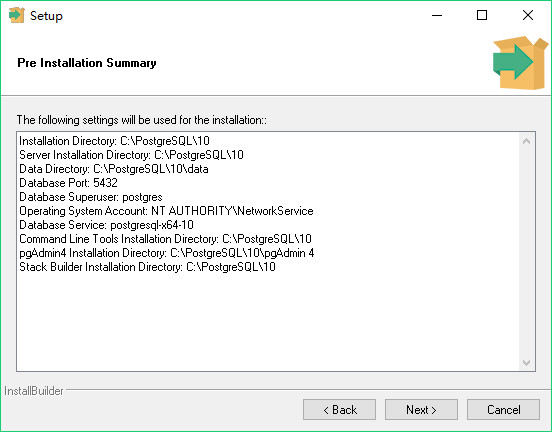 Setup
Pre Installation Summary
The following settings will be used for the installation::
Installation Directory: C:\PostgreSQL\10
Server Installation Directory: C:\PostgreSQL\10
Data Directory: C:\PostgreSQL\10\data
Database Port: 5432
Database Superuser: postgres
Operating System Account: NT AUTHORITY\NetworkService
Database Service: postgresql-x64-10
Command Line Tools Installation Directory: C:\PostgreSQL\10
pgAdmin4 Installation Directory: C:\PostgreSQL\10\pgAdmin 4
Stack Builder Installation Directory: C:\PostgreSQL\10
InstallBuilder
< Back Next > Cancel